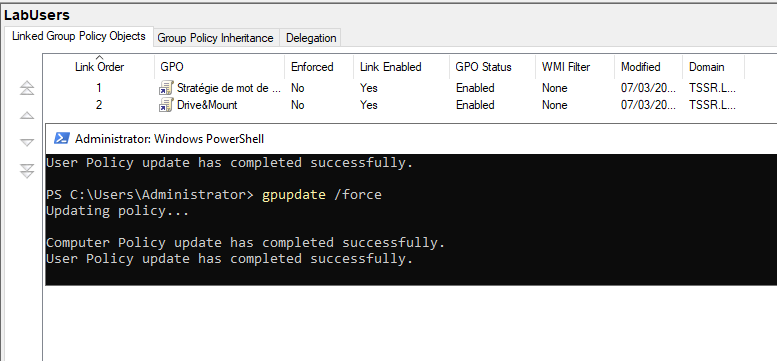 LabUsers
Linked Group Policy Objects Group Policy Inheritance Delegation
Link Order GPO Enforced Link Enabled GPO Status WMI Filter Modified Domain
1 Stratégie de mot de ... No Yes Enabled None 07/03/20... TSSR.L...
2 Drive&Mount No Yes Enabled None 07/03/20... TSSR.L...
Administrator: Windows PowerShell
User Policy update has completed successfully.
PS C:\Users\Administrator> gpupdate /force
Updating policy...
Computer Policy update has completed successfully.
User Policy update has completed successfully.